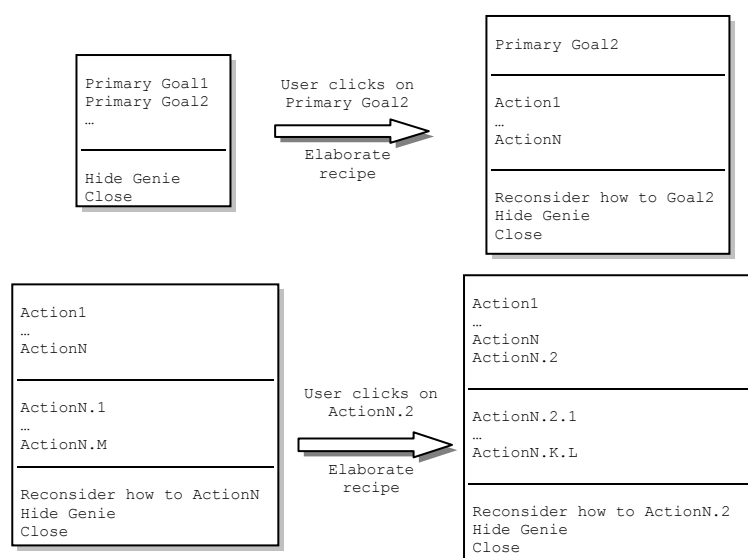 Primary Goal1
Primary Goal2
…
Hide Genie
Close
User clicks on
Primary Goal2
Elaborate
recipe
Primary Goal2
Action1
…
ActionN
Reconsider how to Goal2
Hide Genie
Close
Action1
…
ActionN
ActionN.1
…
ActionN.M
Reconsider how to ActionN
Hide Genie
Close
User clicks on
ActionN.2
Elaborate
recipe
Action1
…
ActionN
ActionN.2
ActionN.2.1
…
ActionN.K.L
Reconsider how to ActionN.2
Hide Genie
Close